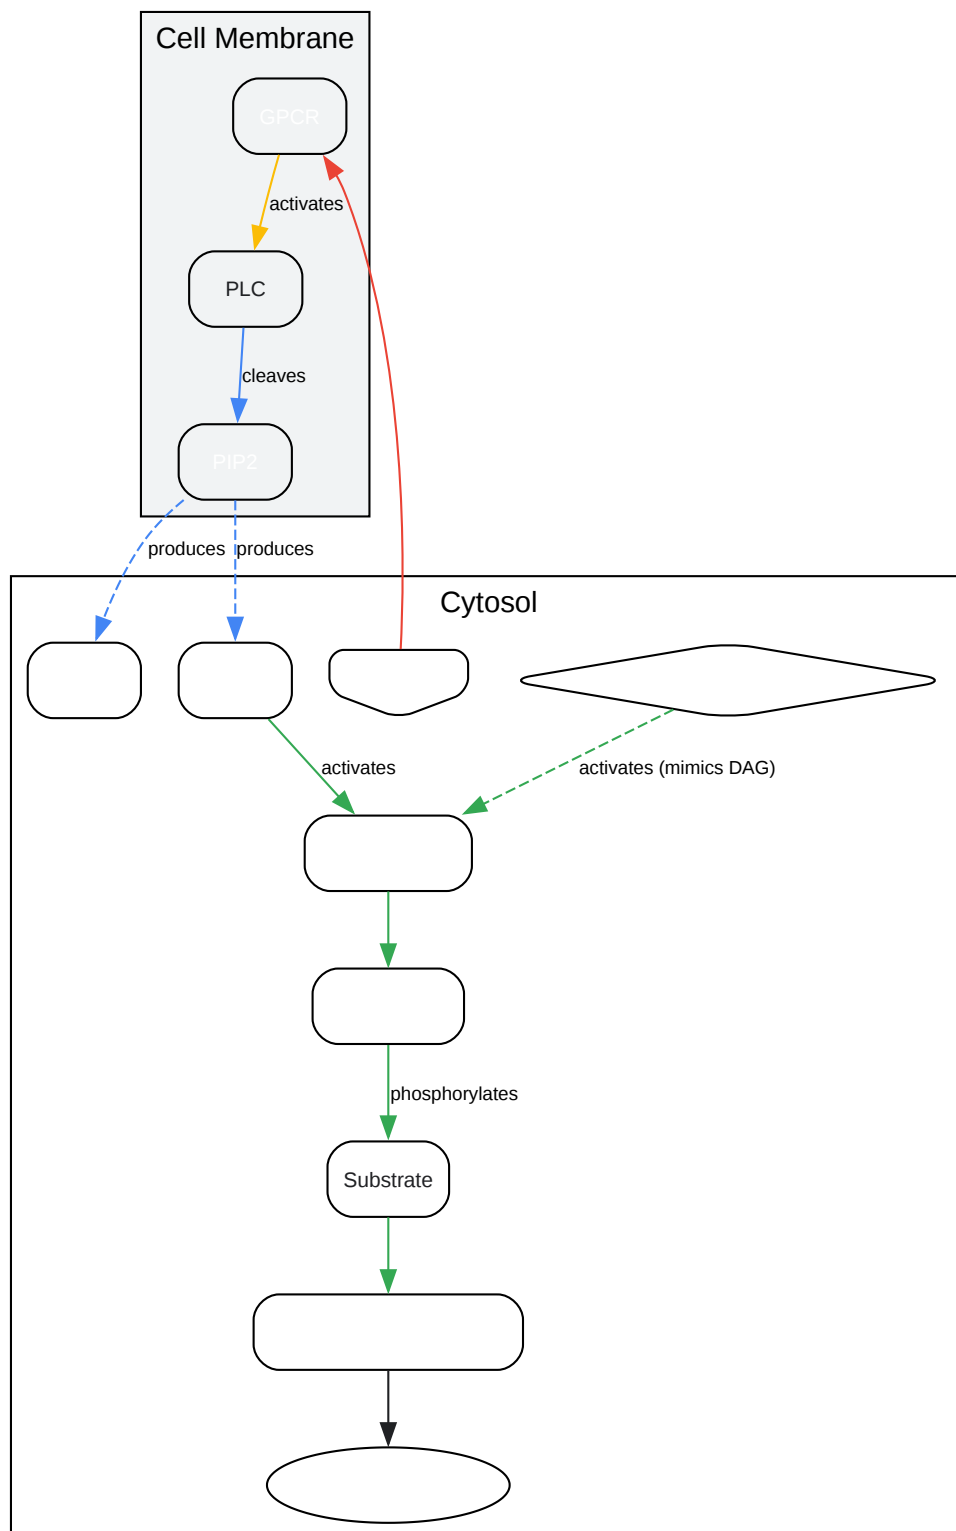 Cell Membrane
GPCR
activates
PLC
cleaves
PIP2
produces
produces
Cytosol
activates
activates (mimics DAG)
phosphorylates
Substrate